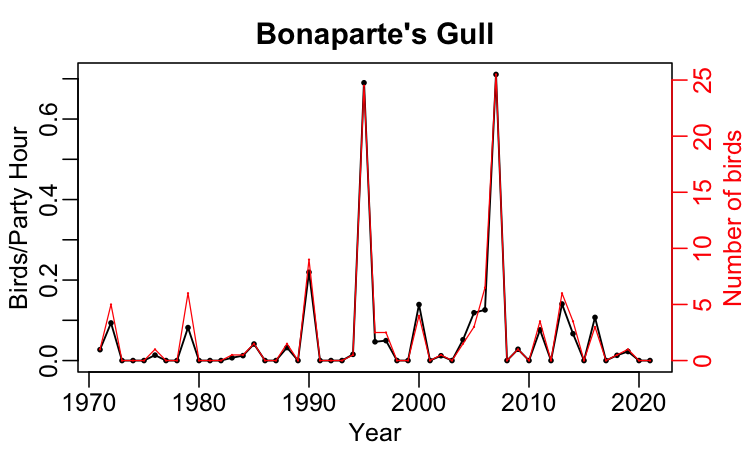 Bonaparte's Gull
Birds/Party Hour
0.0 0.2 0.4 0.6
0 5 10 15 20 25
Number of birds
1970 1980 1990 2000 2010 2020
Year